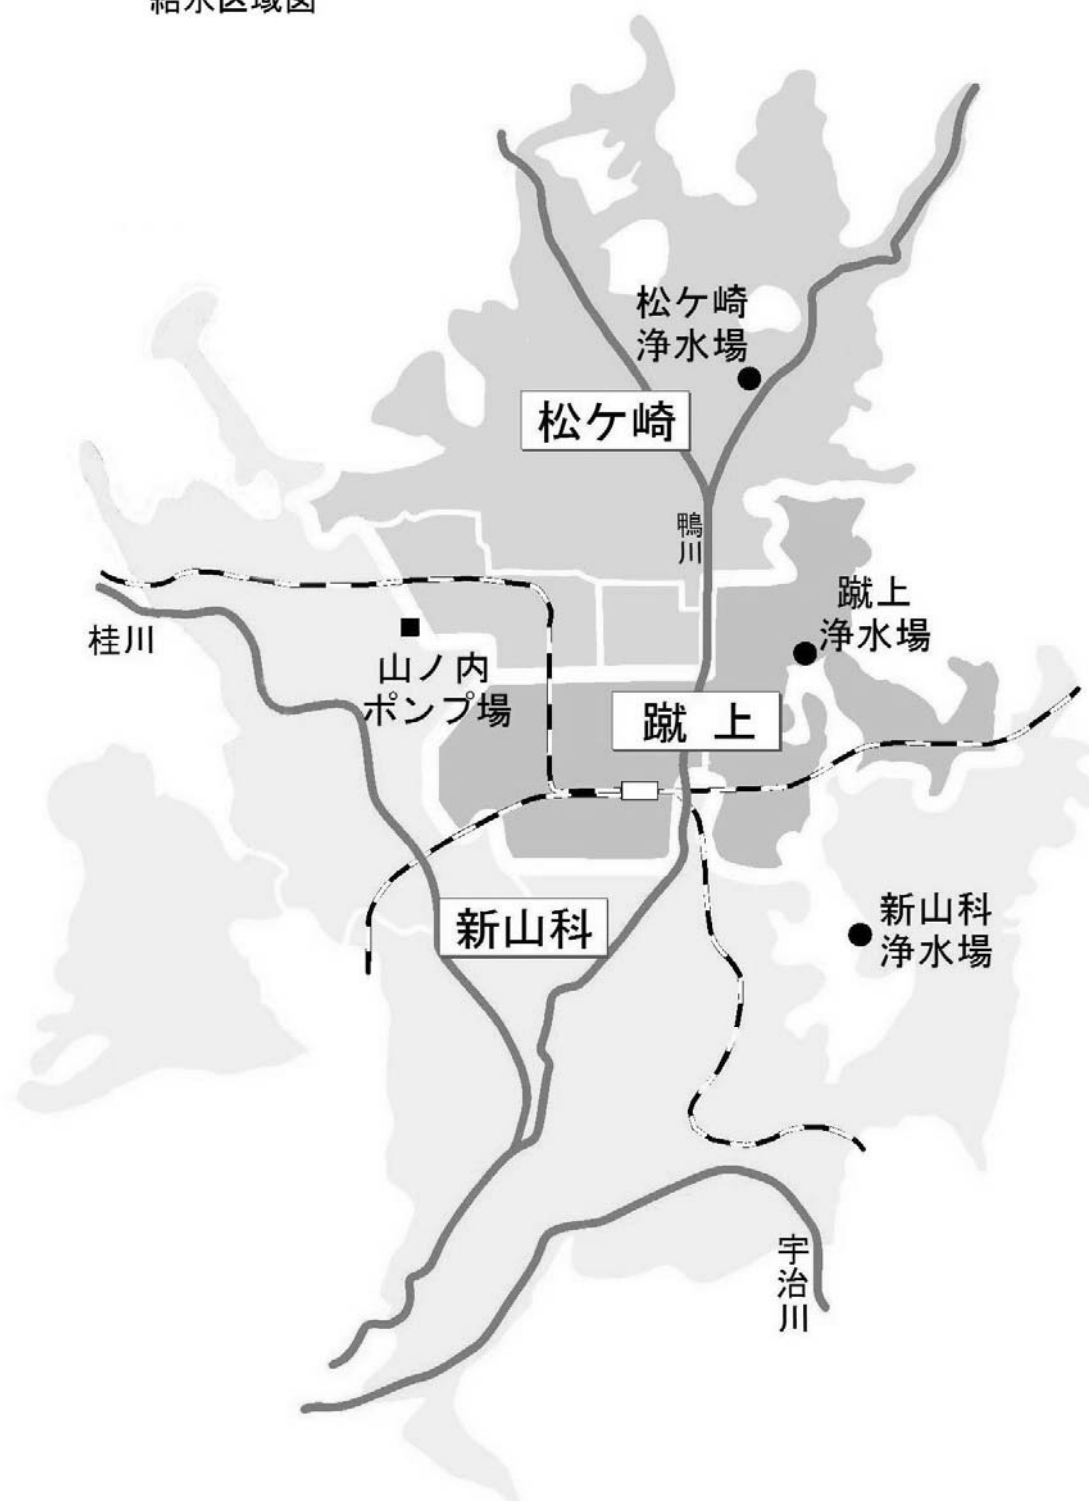 給水区域図
松ケ崎
浄水場
松ケ崎
鴨川
蹴上
浄水場
桂川
山ノ内
ポンプ場
蹴上
新山科
新山科
浄水場
宇治川